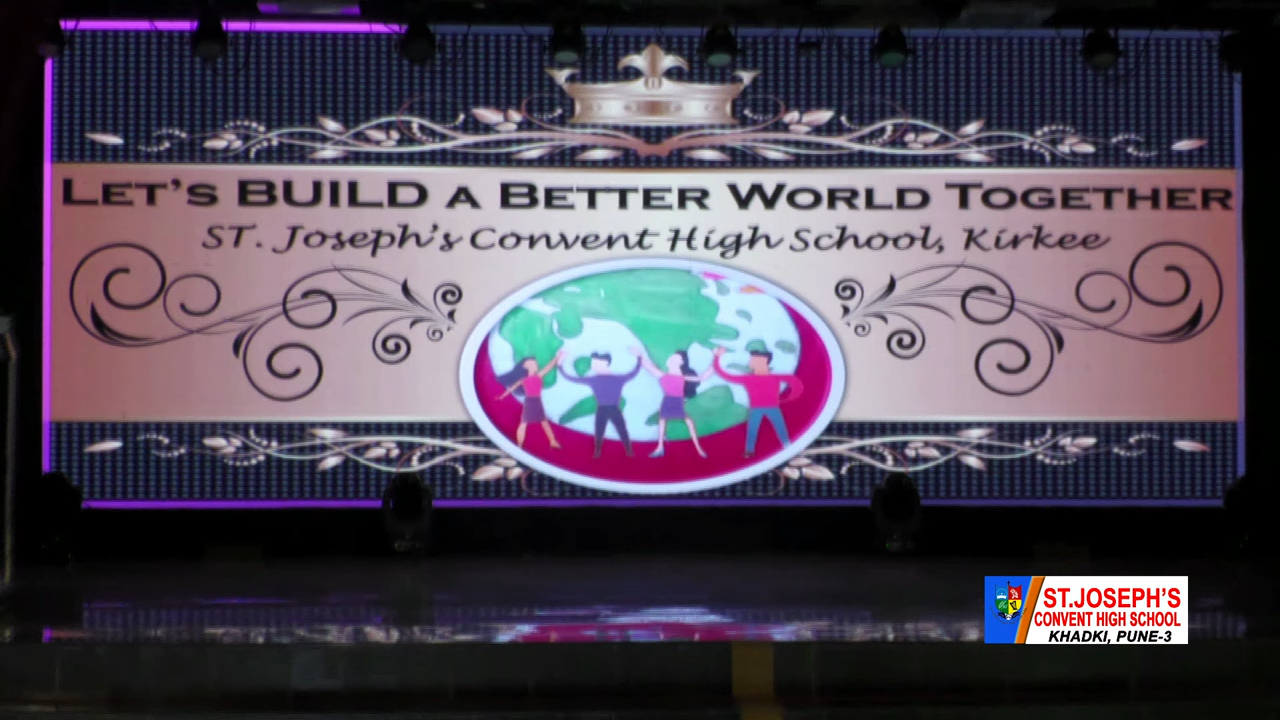 LET'S BUILD A BETTER WORLD TOGETHER
ST. Joseph's Convent High School, Kirkee
ST.JOSEPH'S
CONVENT HIGH SCHOOL
KHADKI, PUNE-3